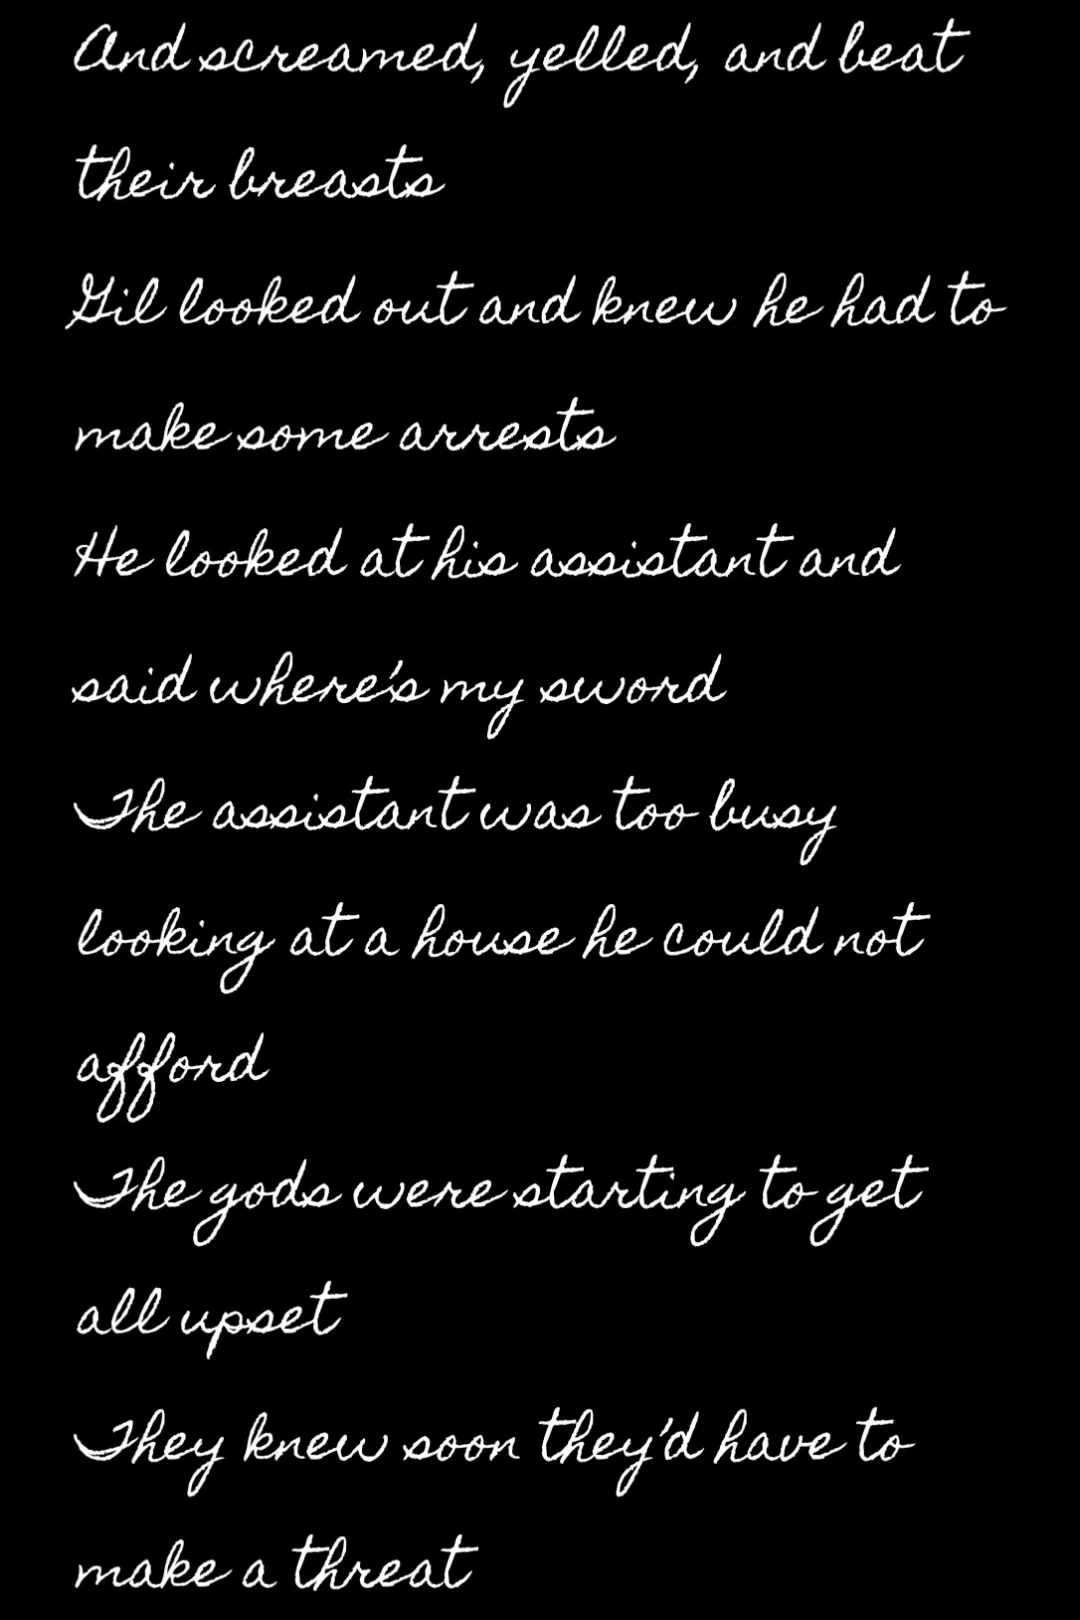 And screamed, yelled, and beat
their breasts
Gil looked out and knew he had to
make some arrests
He looked at his assistant and
said where's my sword
The assistant was too busy
looking at a house he could not
afford
The gods were starting to get
all upset
They knew soon they'd have to
make a threat